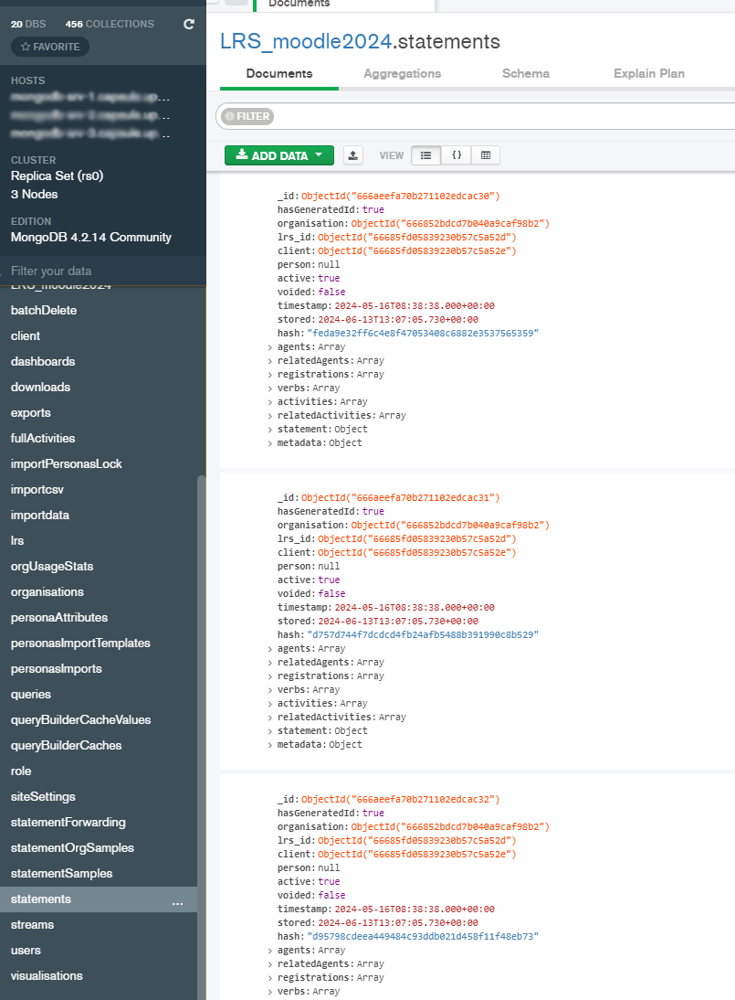 Documents
20 DBS 456 COLLECTIONS
FAVORITE
HOSTS
CLUSTER
Replica Set (rs0)
3 Nodes
EDITION
MongoDB 4.2.14 Community
Filter your data
LRS_moodle2024
batchDelete
client
dashboards
downloads
exports
fullActivities
importPersonasLock
importcsv
importdata
lrs
orgUsageStats
organisations
personaAttributes
personasImportTemplates
personasImports
queries
queryBuilderCacheValues
queryBuilderCaches
role
siteSettings
statementForwarding
statementOrgSamples
statementSamples
statements ...
streams
users
visualisations
LRS_moodle2024.statements
Documents Aggregations Schema Explain Plan
FILTER
ADD DATA VIEW {}
_id: ObjectId("666aeefa70b271102edcac30")
hasGeneratedId: true
organisation: ObjectId("666852bdcd7b040a9caf98b2")
lrs_id: ObjectId("66685fd05839230b57c5a52d")
client: ObjectId("66685fd05839230b57c5a52e")
person: null
active: true
voided: false
timestamp: 2024-05-16T08:38:38.000+00:00
stored: 2024-06-13T13:07:05.730+00:00
hash: "feda9e32ff6c4e8f47053408c6882e3537565359"
> agents: Array
> relatedAgents: Array
> registrations: Array
> verbs: Array
> activities: Array
> relatedActivities: Array
> statement: Object
> metadata: Object
_id: ObjectId("666aeefa70b271102edcac31")
hasGeneratedId: true
organisation: ObjectId("666852bdcd7b040a9caf98b2")
lrs_id: ObjectId("66685fd05839230b57c5a52d")
client: ObjectId("66685fd05839230b57c5a52e")
person: null
active: true
voided: false
timestamp: 2024-05-16T08:38:38.000+00:00
stored: 2024-06-13T13:07:05.730+00:00
hash: "d757d744f7dcdcd4fb24afb5488b391990c8b529"
> agents: Array
> relatedAgents: Array
> registrations: Array
> verbs: Array
> activities: Array
> relatedActivities: Array
> statement: Object
> metadata: Object
_id: ObjectId("666aeefa70b271102edcac32")
hasGeneratedId: true
organisation: ObjectId("666852bdcd7b040a9caf98b2")
lrs_id: ObjectId("66685fd05839230b57c5a52d")
client: ObjectId("66685fd05839230b57c5a52e")
person: null
active: true
voided: false
timestamp: 2024-05-16T08:38:38.000+00:00
stored: 2024-06-13T13:07:05.730+00:00
hash: "d95798cdeea449484c93ddb021d458f11f48eb73"
> agents: Array
> relatedAgents: Array
> registrations: Array
> verbs: Array